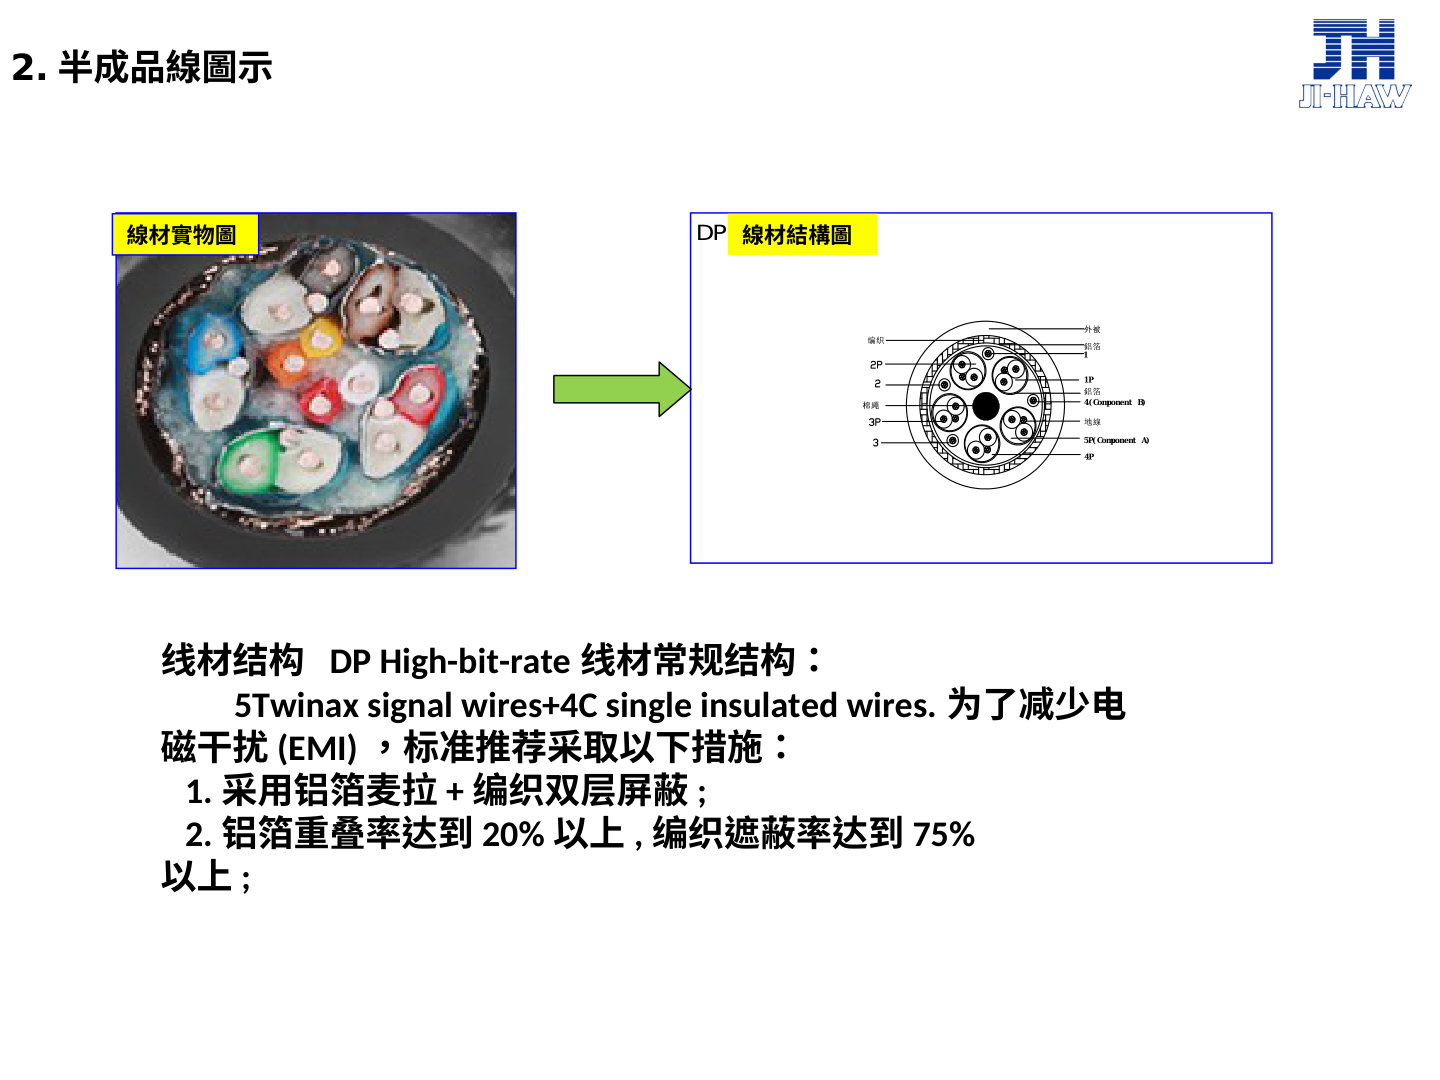 2. 半成品線圖示
JI-HAW
線材實物圖
DP
線材結構圖
编织
2P
2
棉繩
3P
3
外被
鋁箔
1
1P
鋁箔
4(Component B)
地線
5P(Component A)
4P
线材结构 DP High-bit-rate 线材常规结构：
5Twinax signal wires+4C single insulated wires. 为了减少电
磁干扰 (EMI) ，标准推荐采取以下措施：
1. 采用铝箔麦拉 + 编织双层屏蔽 ;
2. 铝箔重叠率达到 20% 以上 , 编织遮蔽率达到 75%
以上 ;